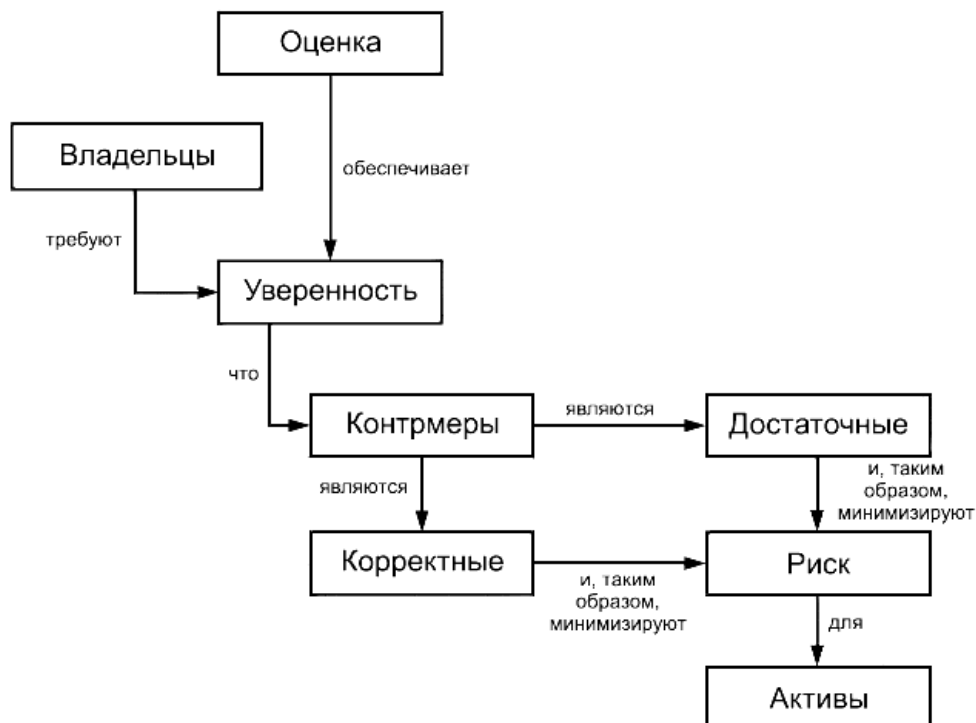 Оценка
Владельцы
обеспечивает
требуют
Уверенность
что
Контрмеры
являются
Достаточные
являются
и, таким
образом,
минимизируют
Корректные
и, таким
образом,
минимизируют
Риск
для
Активы